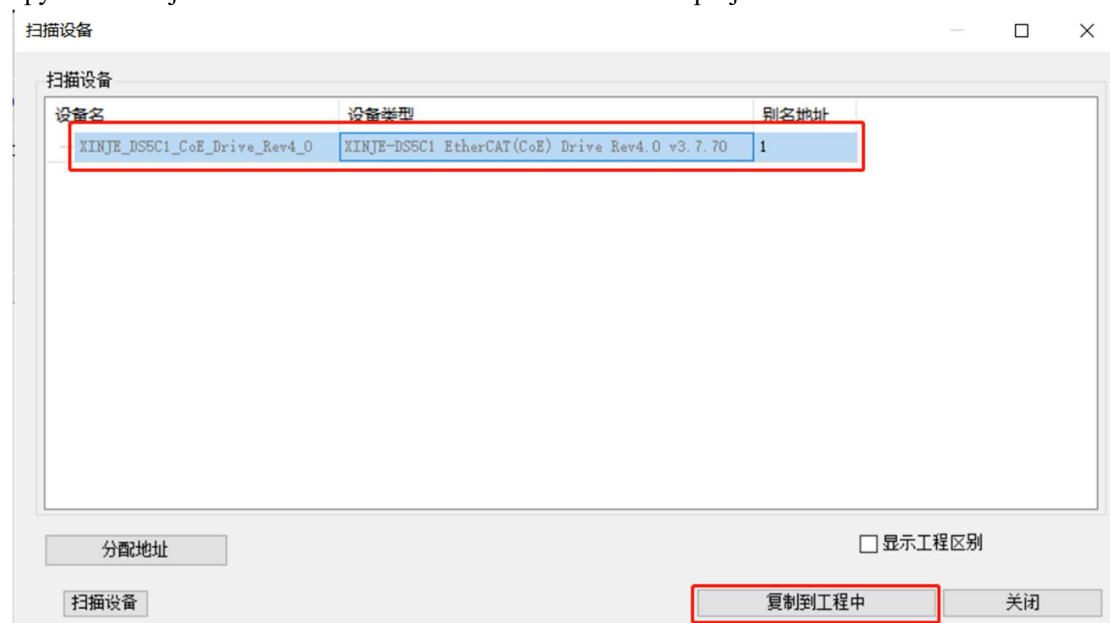 扫描设备
扫描设备
设备名 设备类型 别名地址
XINJE_DS5C1_CoE_Drive_Rev4_0 XINJE-DS5C1 EtherCAT(CoE) Drive Rev4.0 v3.7.70 1
分配地址 显示工程区别
扫描设备 复制到工程中 关闭